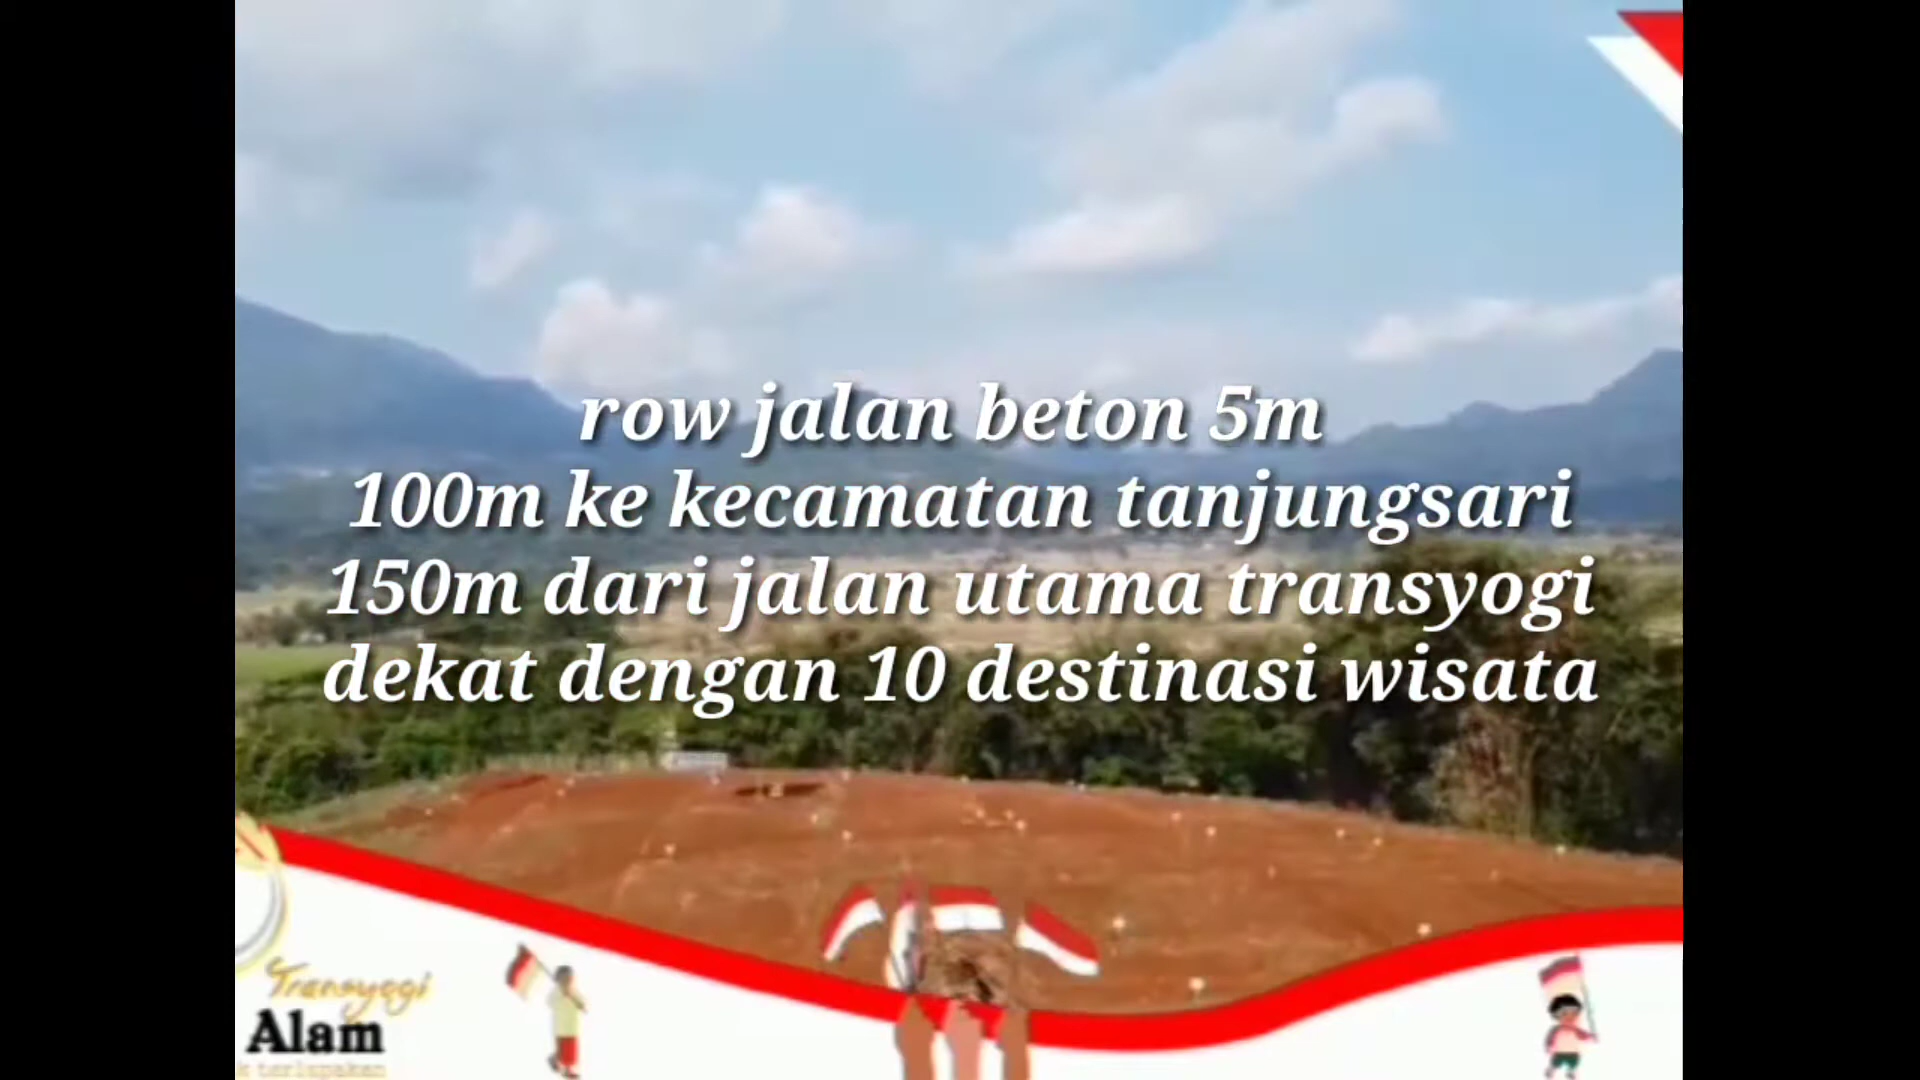 row jalan beton 5m
100m ke kecamatan tanjungsari
150m dari jalan utama transyogi
dekat dengan 10 destinasi wisata
Transyogi
Alam